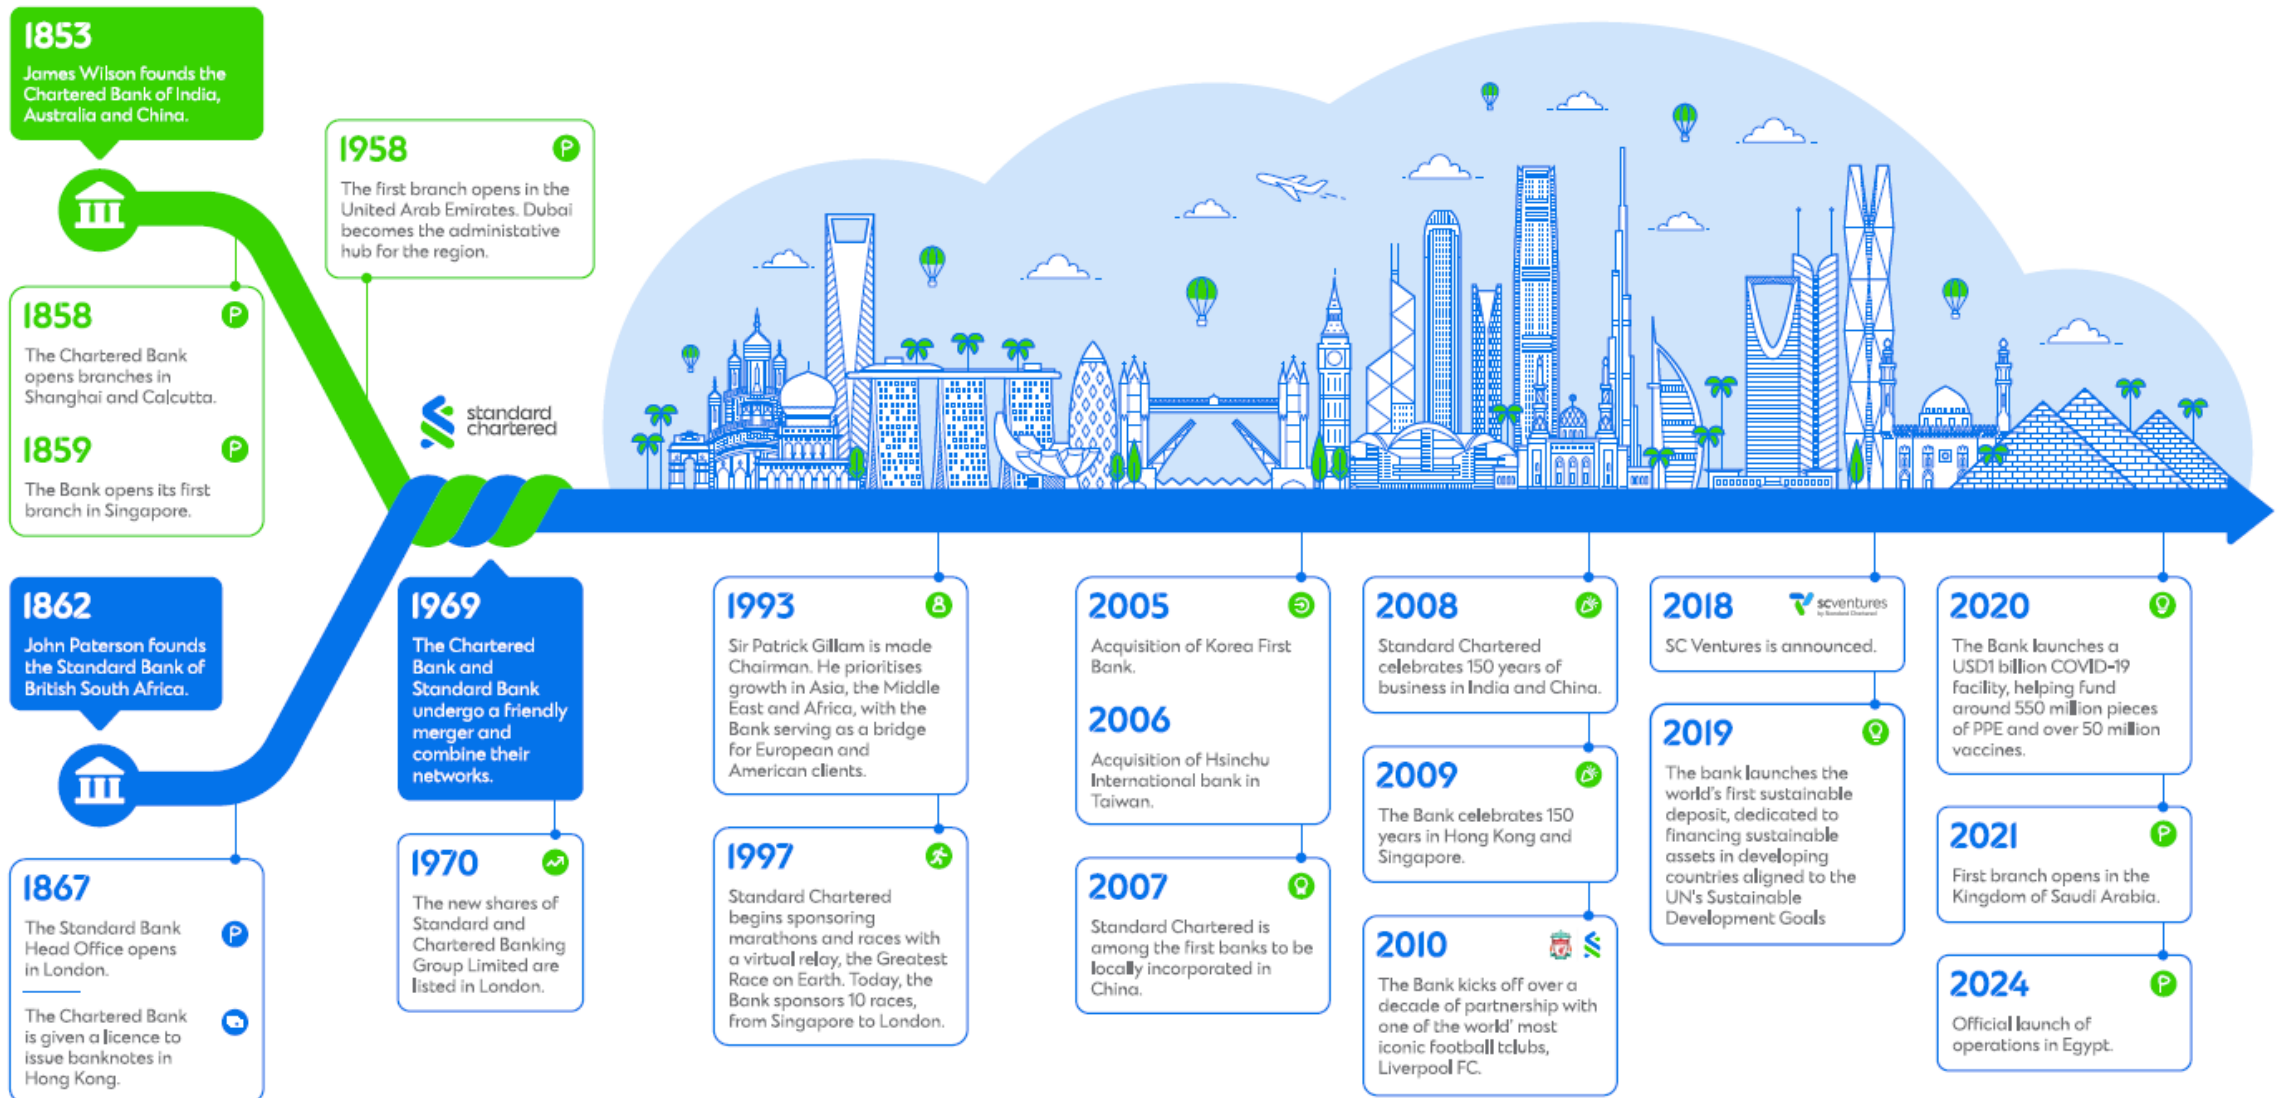 1853
James Wilson founds the
Chartered Bank of India,
Australia and China.
1958
The first branch opens in the
United Arab Emirates. Dubai
becomes the administative
hub for the region.
1858
The Chartered Bank
opens branches in
Shanghai and Calcutta.
1859
The Bank opens its first
branch in Singapore.
standard
chartered
1862
John Paterson founds
the Standard Bank of
British South Africa.
1867
The Standard Bank
Head Office opens
in London.
The Chartered Bank
is given a licence to
issue banknotes in
Hong Kong.
1969
The Chartered
Bank and
Standard Bank
undergo a friendly
merger and
combine their
networks.
1970
The new shares of
Standard and
Chartered Banking
Group Limited are
listed in London.
1993
Sir Patrick Gillam is made
Chairman. He prioritises
growth in Asia, the Middle
East and Africa, with the
Bank serving as a bridge
for European and
American clients.
1997
Standard Chartered
begins sponsoring
marathons and races with
a virtual relay, the Greatest
Race on Earth. Today, the
Bank sponsors 10 races,
from Singapore to London.
2005
Acquisition of Korea First
Bank.
2006
Acquisition of Hsinchu
International bank in
Taiwan.
2007
Standard Chartered is
among the first banks to be
locally incorporated in
China.
2008
Standard Chartered
celebrates 150 years of
business in India and China.
2009
The Bank celebrates 150
years in Hong Kong and
Singapore.
2010
The Bank kicks off over a
decade of partnership with
one of the world' most
iconic football tclubs,
Liverpool FC.
2018
scventures
by Standard Chartered
SC Ventures is announced.
2019
The bank launches the
world's first sustainable
deposit, dedicated to
financing sustainable
assets in developing
countries aligned to the
UN's Sustainable
Development Goals
2020
The Bank launches a
USD1 billion COVID-19
facility, helping fund
around 550 million pieces
of PPE and over 50 million
vaccines.
2021
First branch opens in the
Kingdom of Saudi Arabia.
2024
Official launch of
operations in Egypt.